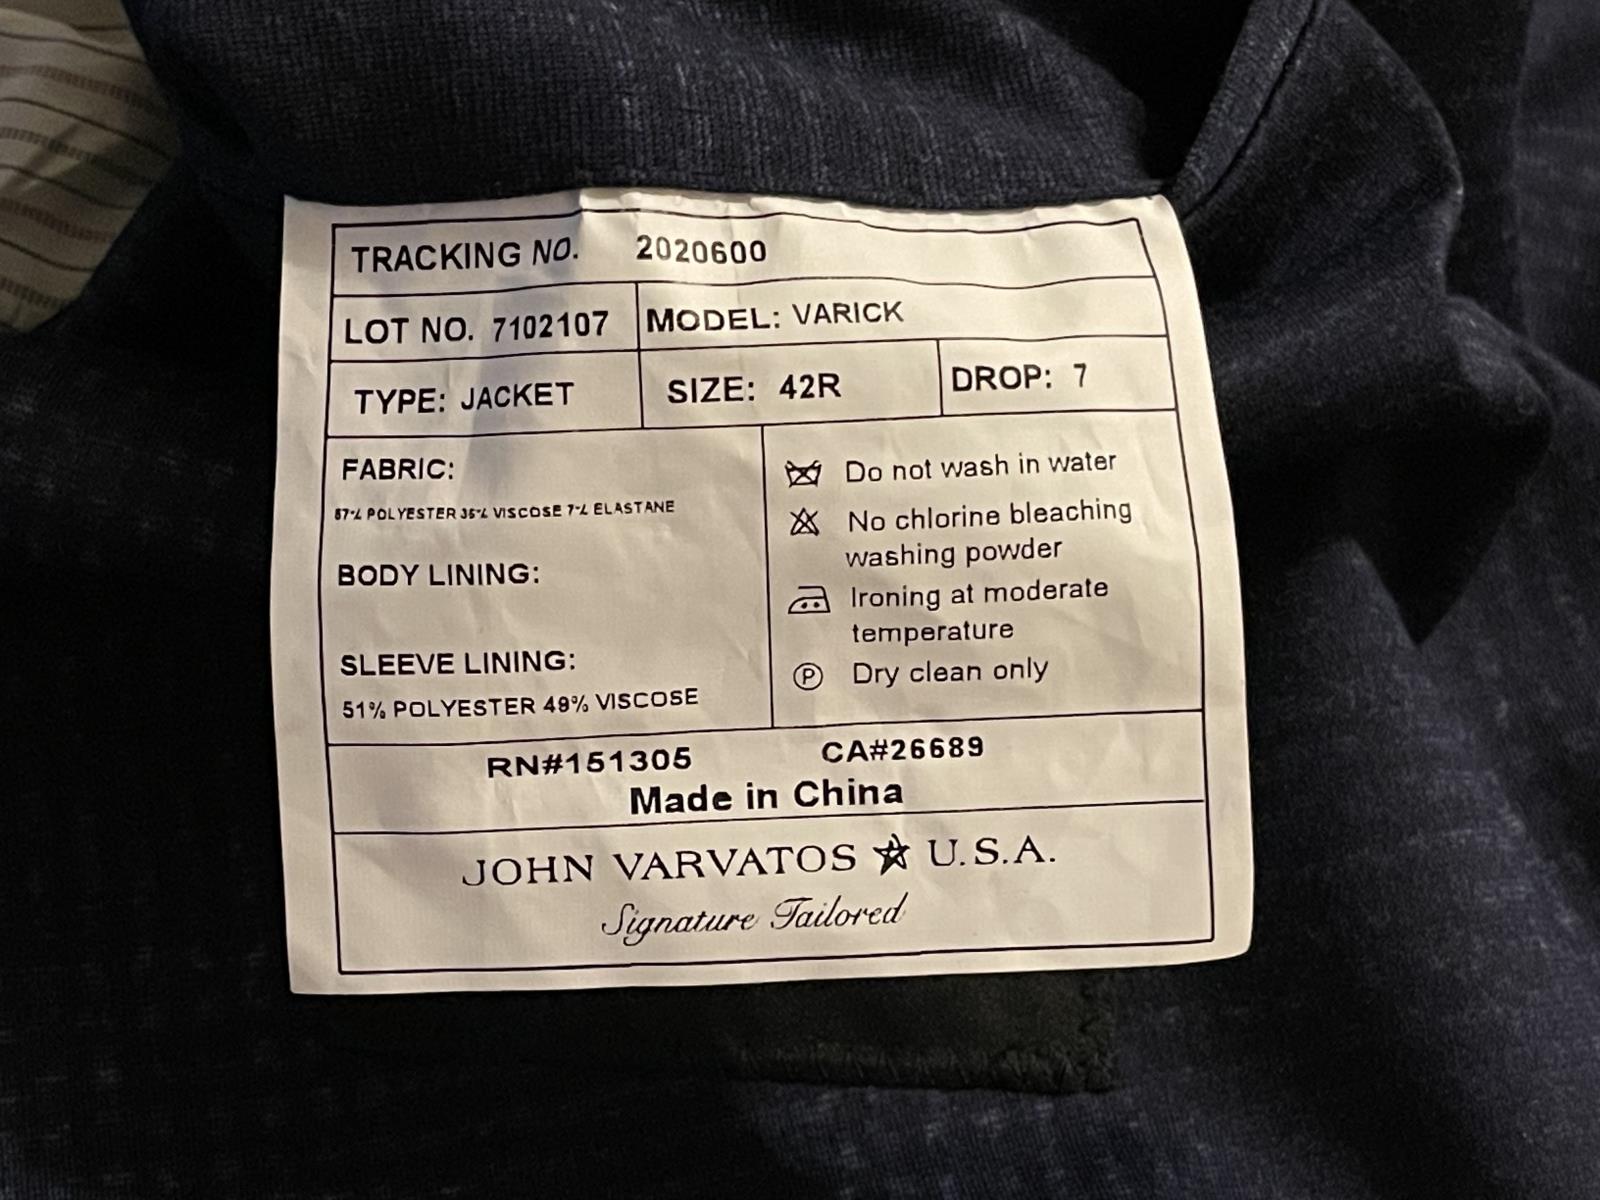 TRACKING NO. 2020600
LOT NO. 7102107 MODEL: VARICK
TYPE: JACKET SIZE: 42R DROP: 7
FABRIC:
POLYESTER VISCOSE 7% ELASTANE
BODY LINING:
SLEEVE LINING:
51% POLYESTER 49% VISCOSE
Do not wash in water
No chlorine bleaching
washing powder
Ironing at moderate
temperature
P Dry clean only
RN#151305 CA#26689
Made in China
JOHN VARVATOS ★ U.S.A.
Signature Tailored